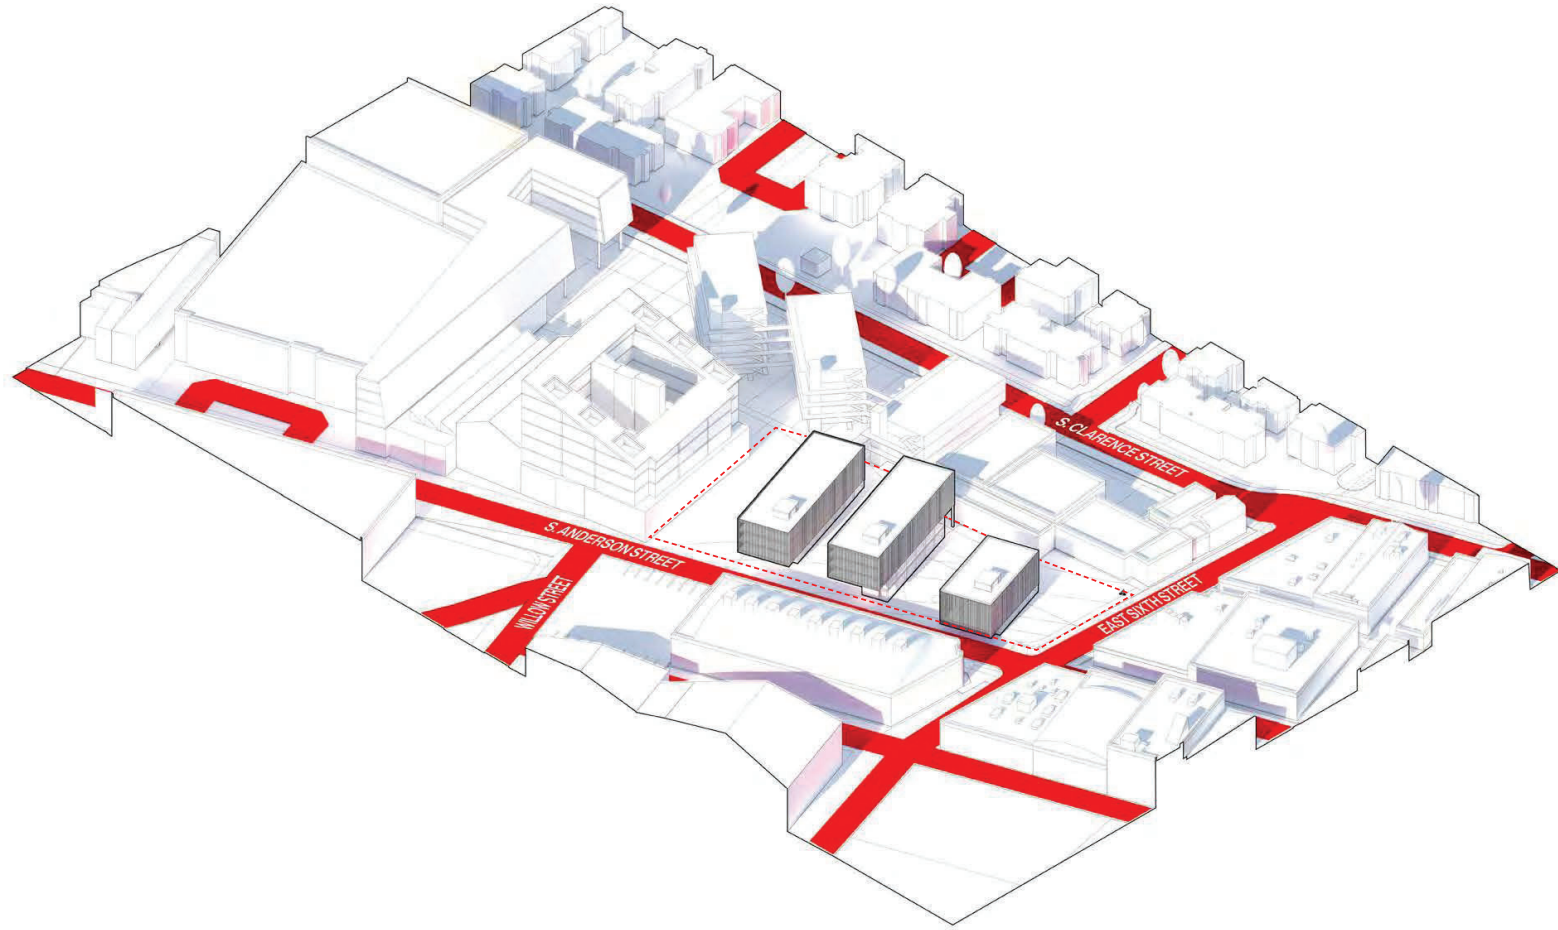 S. CLARENCE STREET
S. ANDERSON STREET
WILLOW STREET
EAST SIXTH STREET